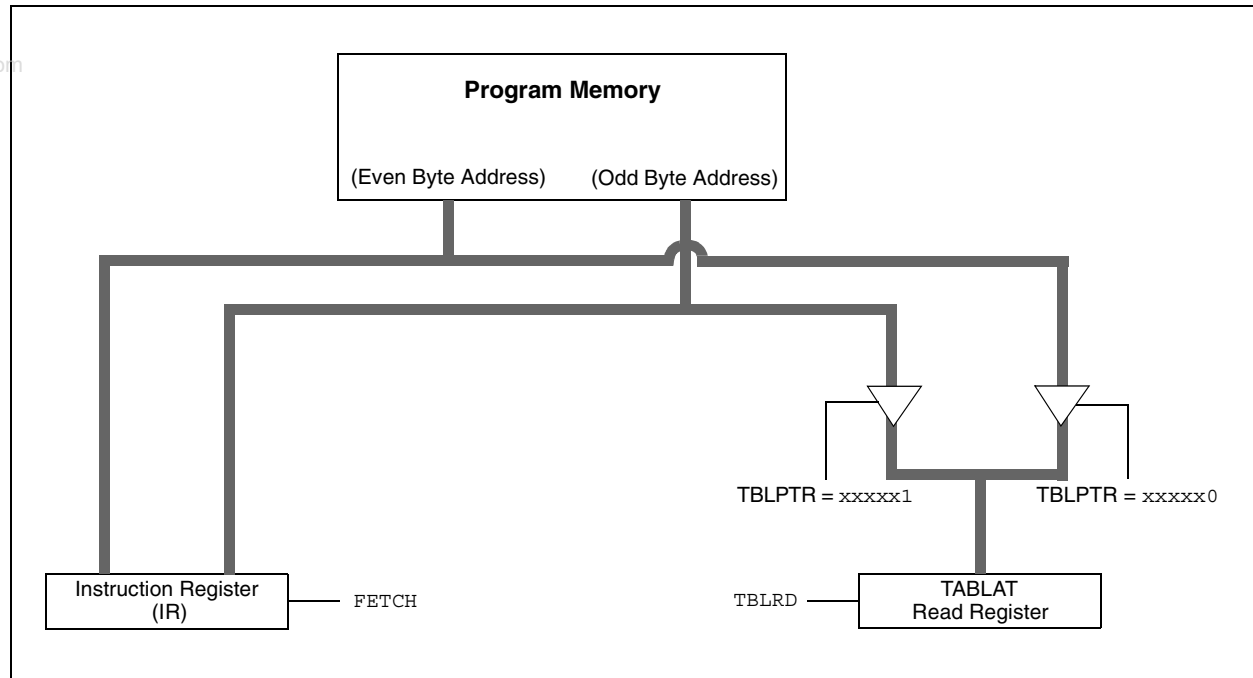 om
Program Memory
(Even Byte Address) (Odd Byte Address)
TBLPTR = xxxxx1 TBLPTR = xxxxx0
Instruction Register
(IR)
FETCH
TBLRD
TABLAT
Read Register